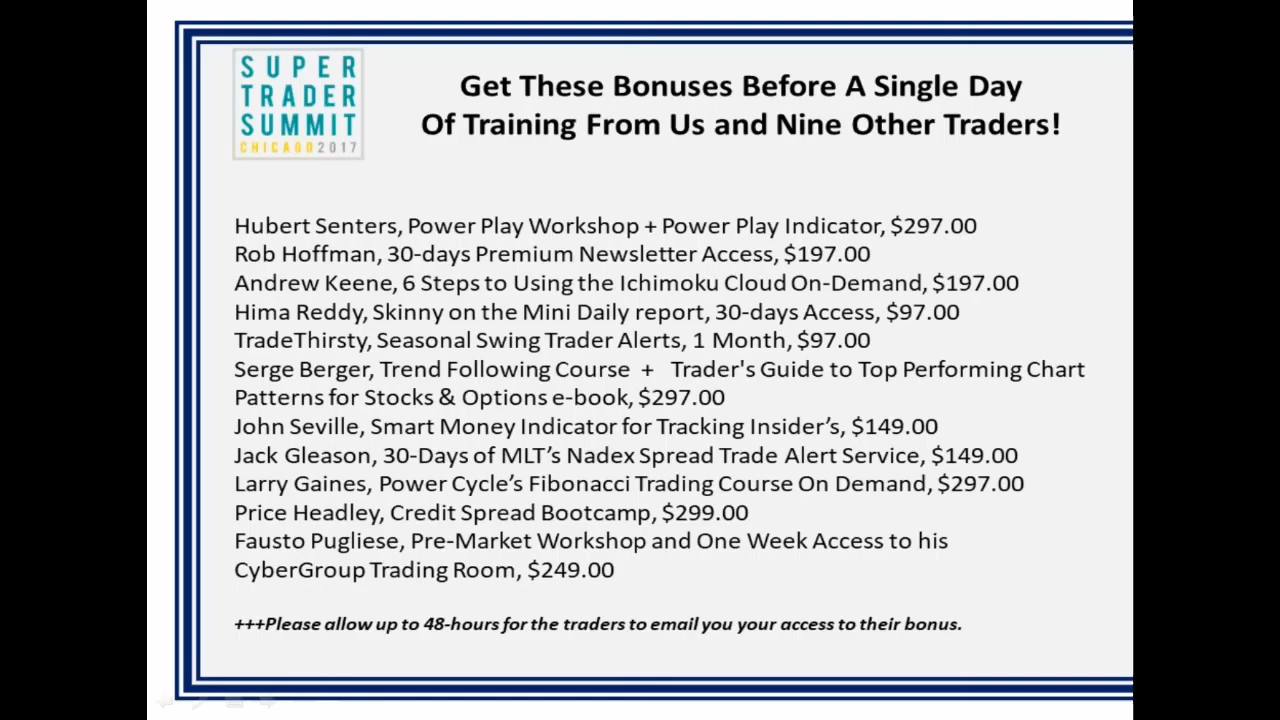 SUPER
TRADER
SUMMIT
CHICAGO2017
Get These Bonuses Before A Single Day
Of Training From Us and Nine Other Traders!
Hubert Senters, Power Play Workshop + Power Play Indicator, $297.00
Rob Hoffman, 30-days Premium Newsletter Access, $197.00
Andrew Keene, 6 Steps to Using the Ichimoku Cloud On-Demand, $197.00
Hima Reddy, Skinny on the Mini Daily report, 30-days Access, $97.00
TradeThirsty, Seasonal Swing Trader Alerts, 1 Month, $97.00
Serge Berger, Trend Following Course + Trader's Guide to Top Performing Chart
Patterns for Stocks & Options e-book, $297.00
John Seville, Smart Money Indicator for Tracking Insider’s, $149.00
Jack Gleason, 30-Days of MLT’s Nadex Spread Trade Alert Service, $149.00
Larry Gaines, Power Cycle’s Fibonacci Trading Course On Demand, $297.00
Price Headley, Credit Spread Bootcamp, $299.00
Fausto Pugliese, Pre-Market Workshop and One Week Access to his
CyberGroup Trading Room, $249.00
+++Please allow up to 48-hours for the traders to email you your access to their bonus.